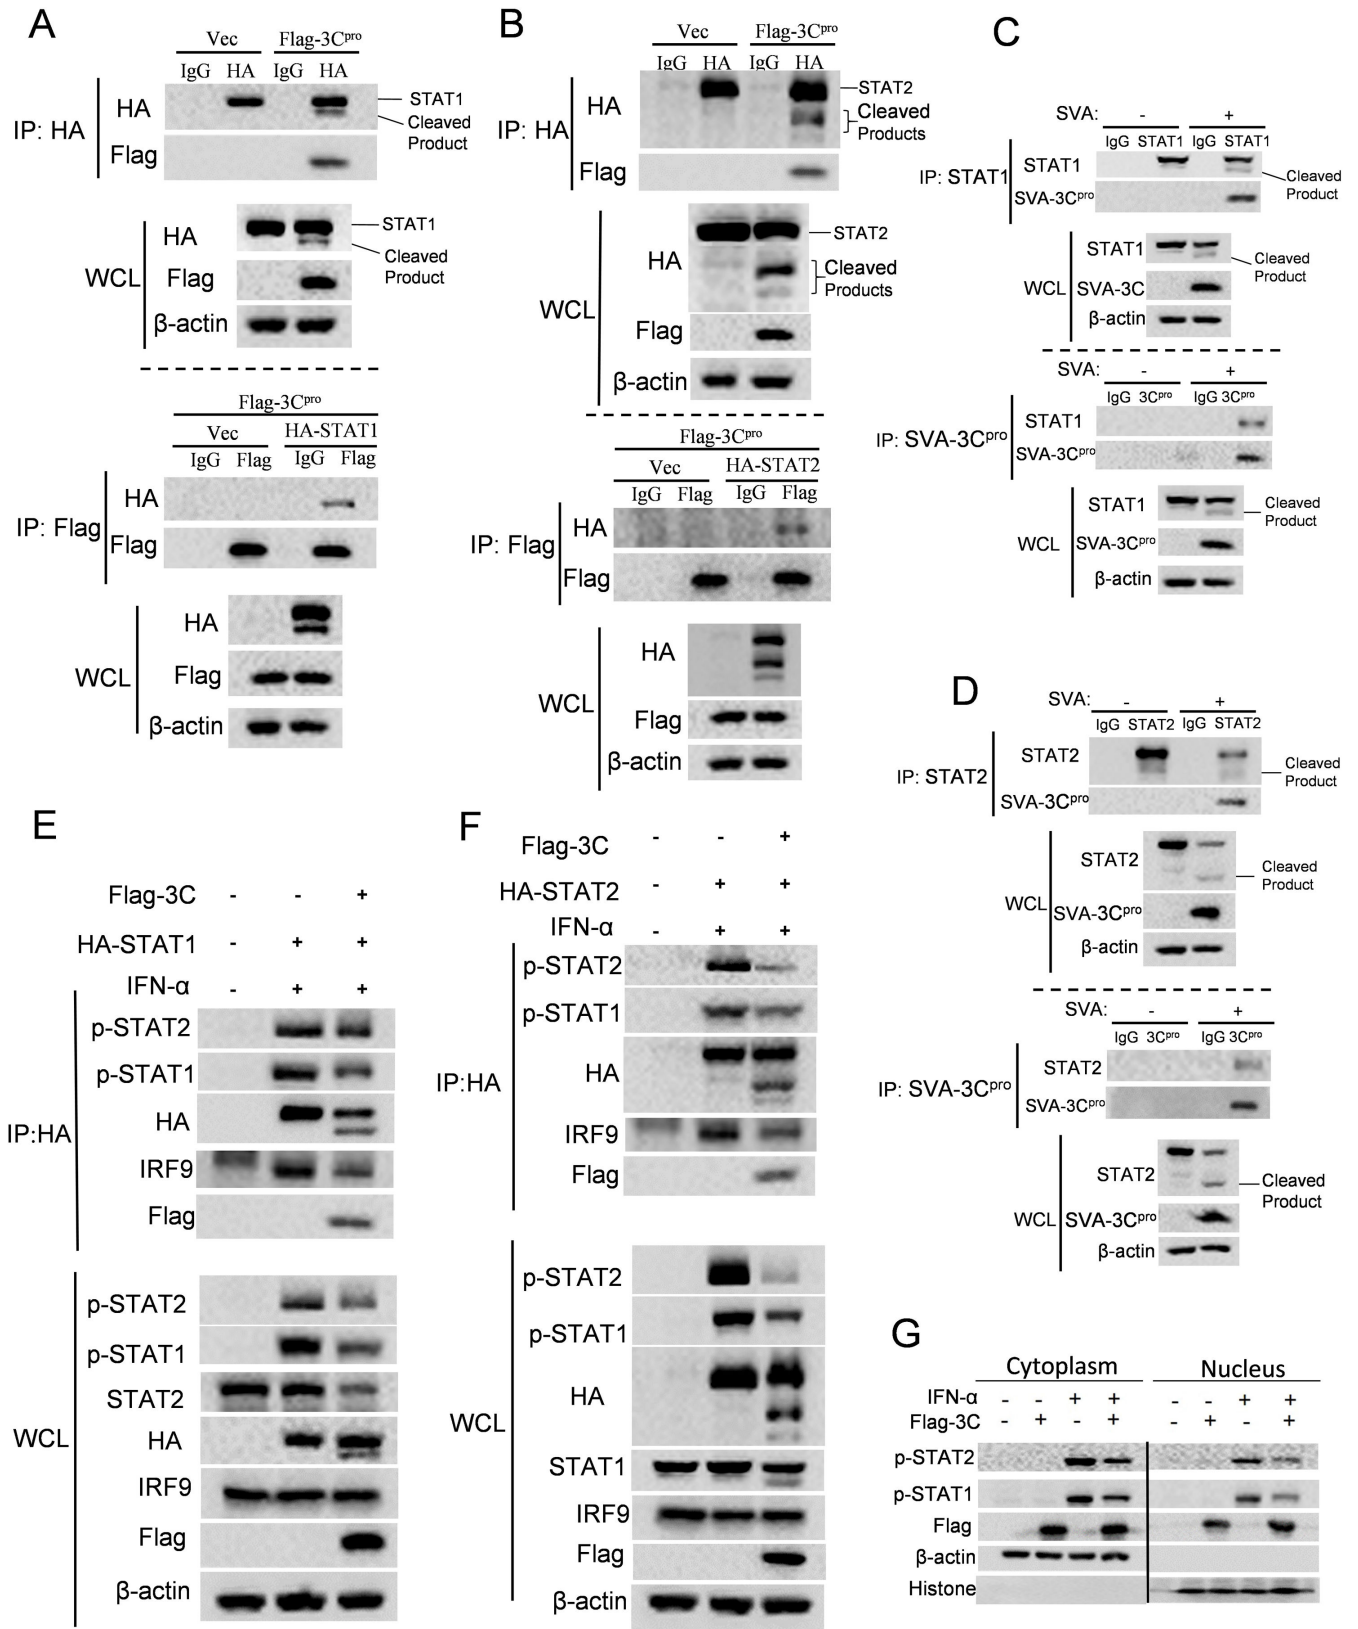 A
Vec Flag-3Cpro
IgG HA IgG HA
IP: HA
HA
STAT1
Cleaved
Product
Flag
WCL
HA
STAT1
Cleaved
Product
Flag
β-actin
Flag-3Cpro
Vec HA-STAT1
IgG Flag IgG Flag
IP: Flag
HA
Flag
WCL
HA
Flag
β-actin
B
Vec Flag-3Cpro
IgG HA IgG HA
IP: HA
HA
STAT2
Cleaved
Products
Flag
WCL
HA
STAT2
Cleaved
Products
Flag
β-actin
Flag-3Cpro
Vec HA-STAT2
IgG Flag IgG Flag
IP: Flag
HA
Flag
WCL
HA
Flag
β-actin
C
SVA: - +
IgG STAT1 IgG STAT1
IP: STAT1
STAT1
Cleaved
Product
SVA-3Cpro
WCL
STAT1
Cleaved
Product
SVA-3C
β-actin
SVA: - +
IgG 3Cpro IgG 3Cpro
IP: SVA-3Cpro
STAT1
SVA-3Cpro
WCL
STAT1
Cleaved
Product
SVA-3Cpro
β-actin
D
SVA: - +
IgG STAT2 IgG STAT2
IP: STAT2
STAT2
Cleaved
Product
SVA-3Cpro
WCL
STAT2
Cleaved
Product
SVA-3Cpro
β-actin
SVA: - +
IgG 3Cpro IgG 3Cpro
IP: SVA-3Cpro
STAT2
SVA-3Cpro
WCL
STAT2
Cleaved
Product
SVA-3Cpro
β-actin
E
Flag-3C - - +
HA-STAT1 - + +
IFN-α - + +
IP:HA
p-STAT2
p-STAT1
HA
IRF9
Flag
WCL
p-STAT2
p-STAT1
STAT2
HA
IRF9
Flag
β-actin
F
Flag-3C - - +
HA-STAT2 - + +
IFN-α - + +
IP:HA
p-STAT2
p-STAT1
HA
IRF9
Flag
WCL
p-STAT2
p-STAT1
HA
STAT1
IRF9
Flag
β-actin
G
Cytoplasm Nucleus
IFN-α - - + + - - + +
Flag-3C - + - + - + - +
p-STAT2
p-STAT1
Flag
β-actin
Histone